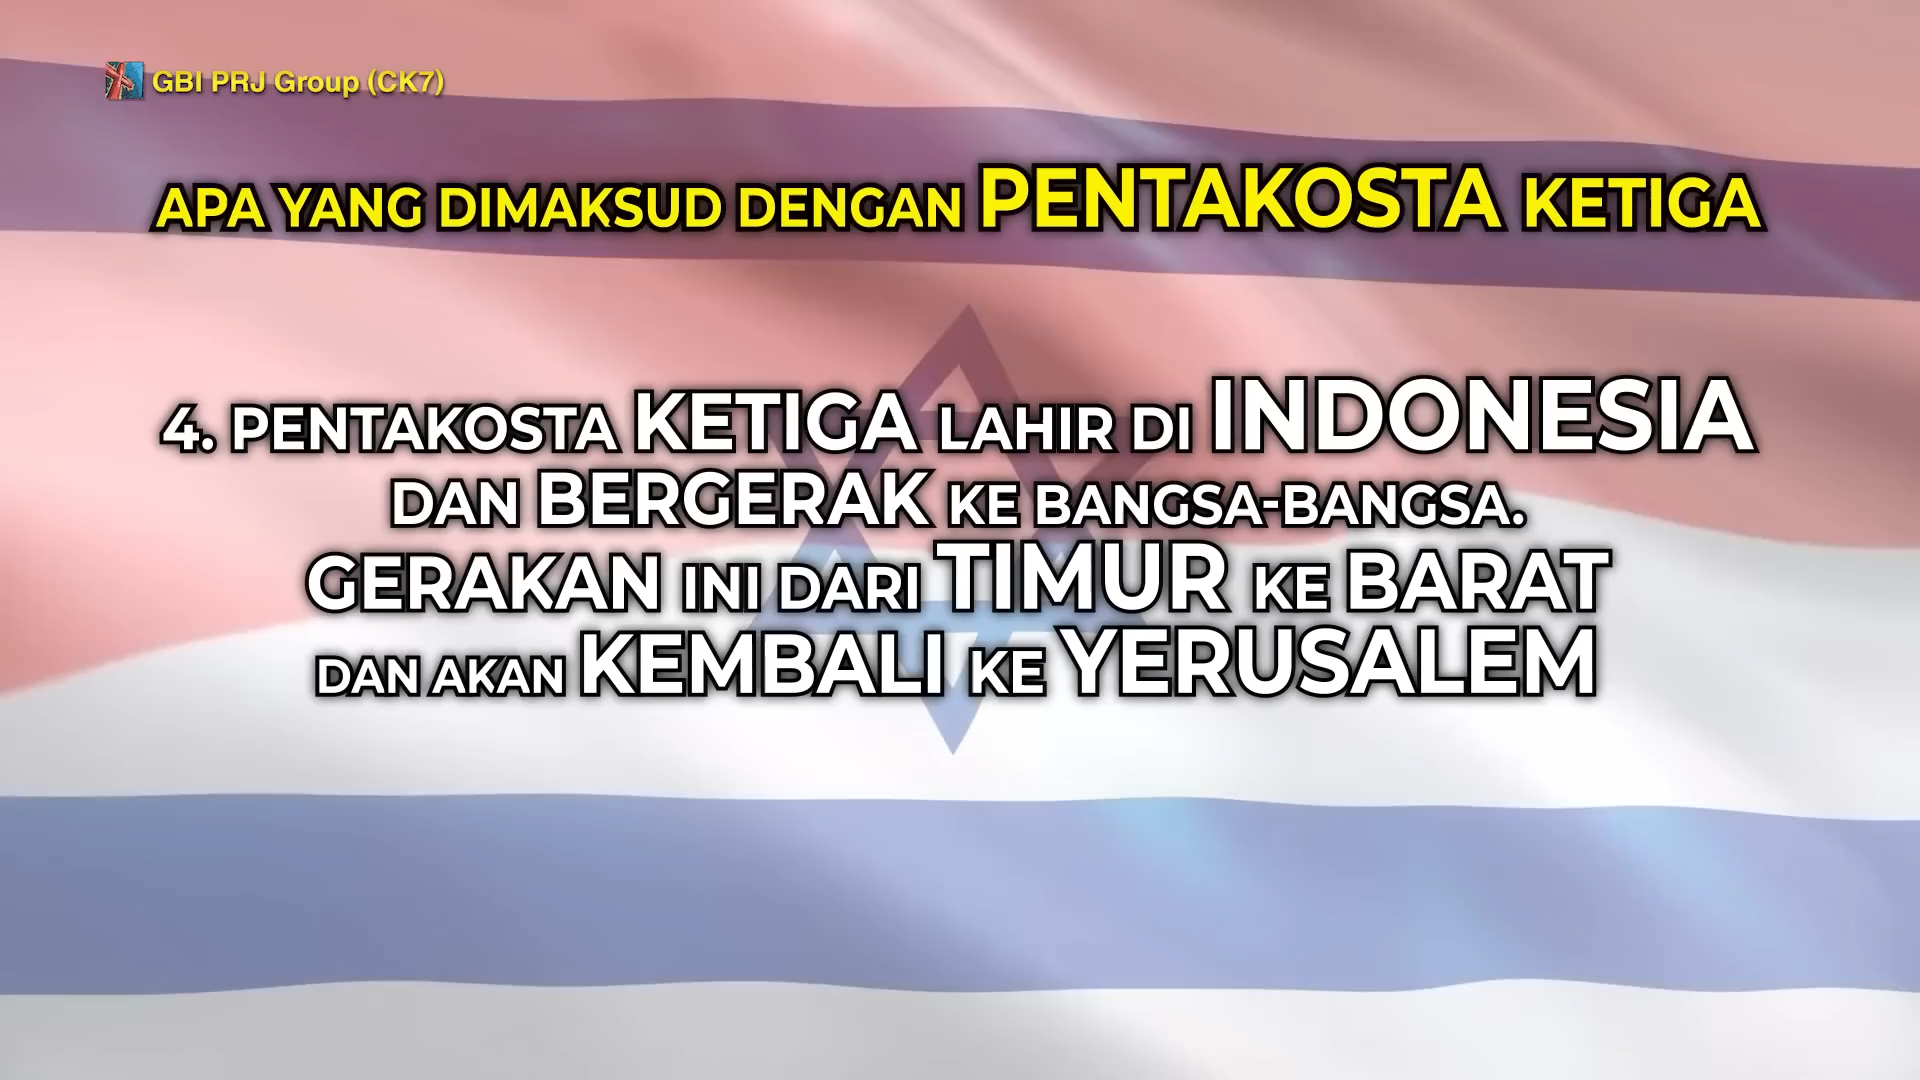 GBI PRJ Group (CK7)
APA YANG DIMAKSUD DENGAN PENTAKOSTA KETIGA
4. PENTAKOSTA KETIGA LAHIR DI INDONESIA
DAN BERGERAK KE BANGSA-BANGSA.
GERAKAN INI DARI TIMUR KE BARAT
DAN AKAN KEMBALI KE YERUSALEM